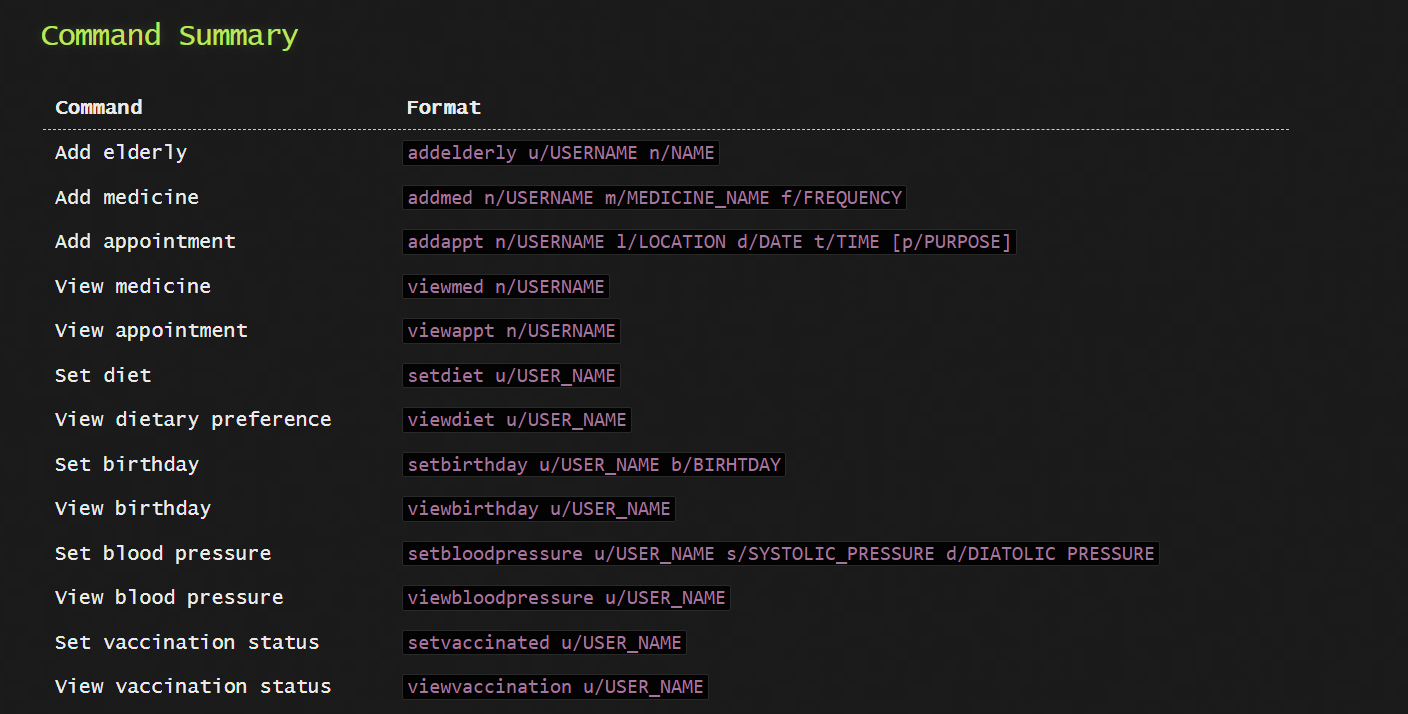 Command Summary
Command Format
Add elderly addelderly u/USERNAME n/NAME
Add medicine addmed n/USERNAME m/MEDICINE_NAME f/FREQUENCY
Add appointment addappt n/USERNAME l/LOCATION d/DATE t/TIME [p/PURPOSE]
View medicine viewmed n/USERNAME
View appointment viewappt n/USERNAME
Set diet setdiet u/USER_NAME
View dietary preference viewdiet u/USER_NAME
Set birthday setbirthday u/USER_NAME b/BIRHTDAY
View birthday viewbirthday u/USER_NAME
Set blood pressure setbloodpressure u/USER_NAME s/SYSTOLIC_PRESSURE d/DIATOLIC PRESSURE
View blood pressure viewbloodpressure u/USER_NAME
Set vaccination status setvaccinated u/USER_NAME
View vaccination status viewvaccination u/USER_NAME